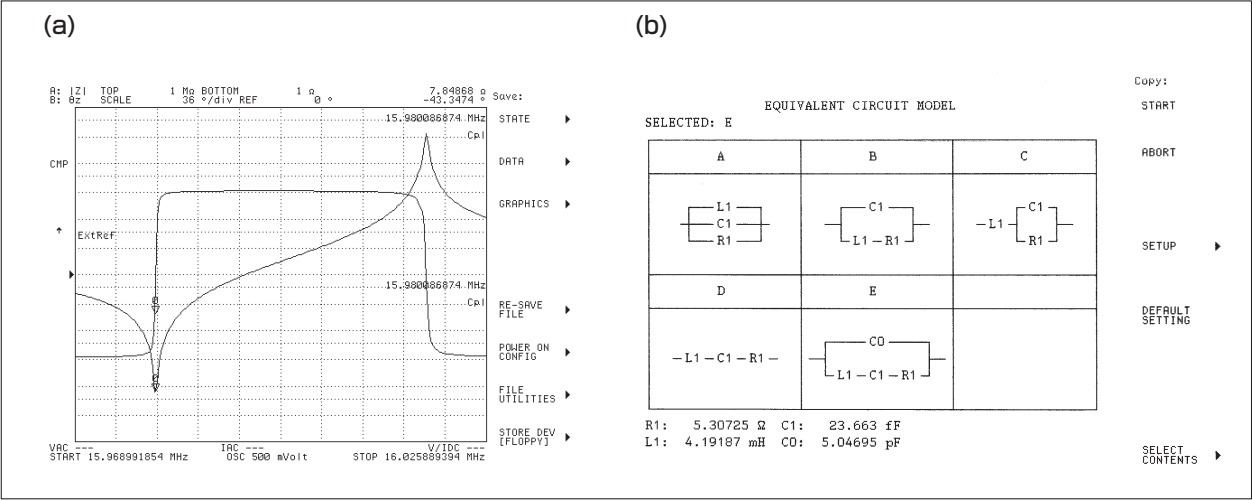 (a)
A: |Z| TOP 1 MΩ BOTTOM 1 Ω 7.84868 Ω
B: θz SCALE 36 °/div REF 0 ° -43.3474 °
15.980086874 MHz
Cpl
CMP
ExtRef
15.980086874 MHz
Cpl
VAC --- IAC --- V/IDC ---
START 15.968991854 MHz OSC 500 mVolt STOP 16.025889394 MHz
Save:
STATE
DATA
GRAPHICS
RE-SAVE
FILE
POWER ON
CONFIG
FILE
UTILITIES
STORE DEV
[FLOPPY]
(b)
EQUIVALENT CIRCUIT MODEL
SELECTED: E
A B C
L1
C1
R1
C1
L1 R1
C1
L1
R1
D E
L1 C1 R1
C0
L1 C1 R1
R1: 5.30725 Ω C1: 23.663 fF
L1: 4.19187 mH C0: 5.04695 pF
Copy:
START
ABORT
SETUP
DEFAULT
SETTING
SELECT
CONTENTS